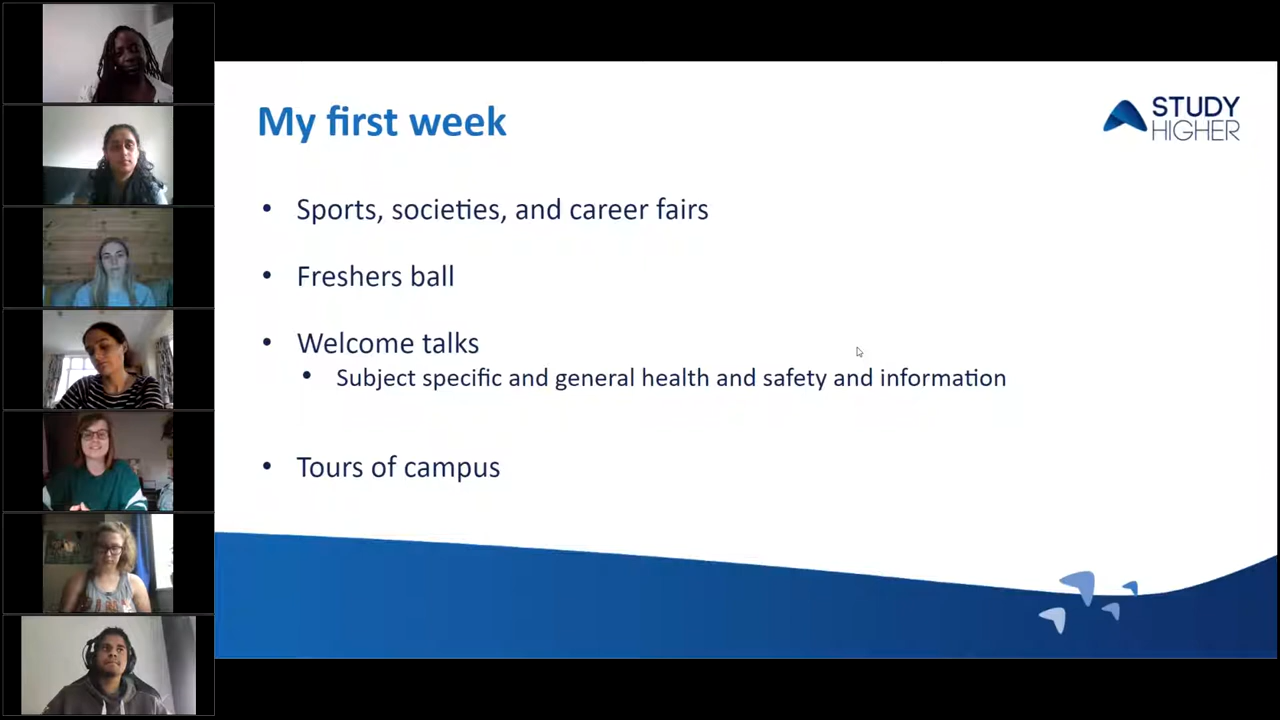 My first week
STUDY
HIGHER
• Sports, societies, and career fairs
• Freshers ball
• Welcome talks
• Subject specific and general health and safety and information
• Tours of campus